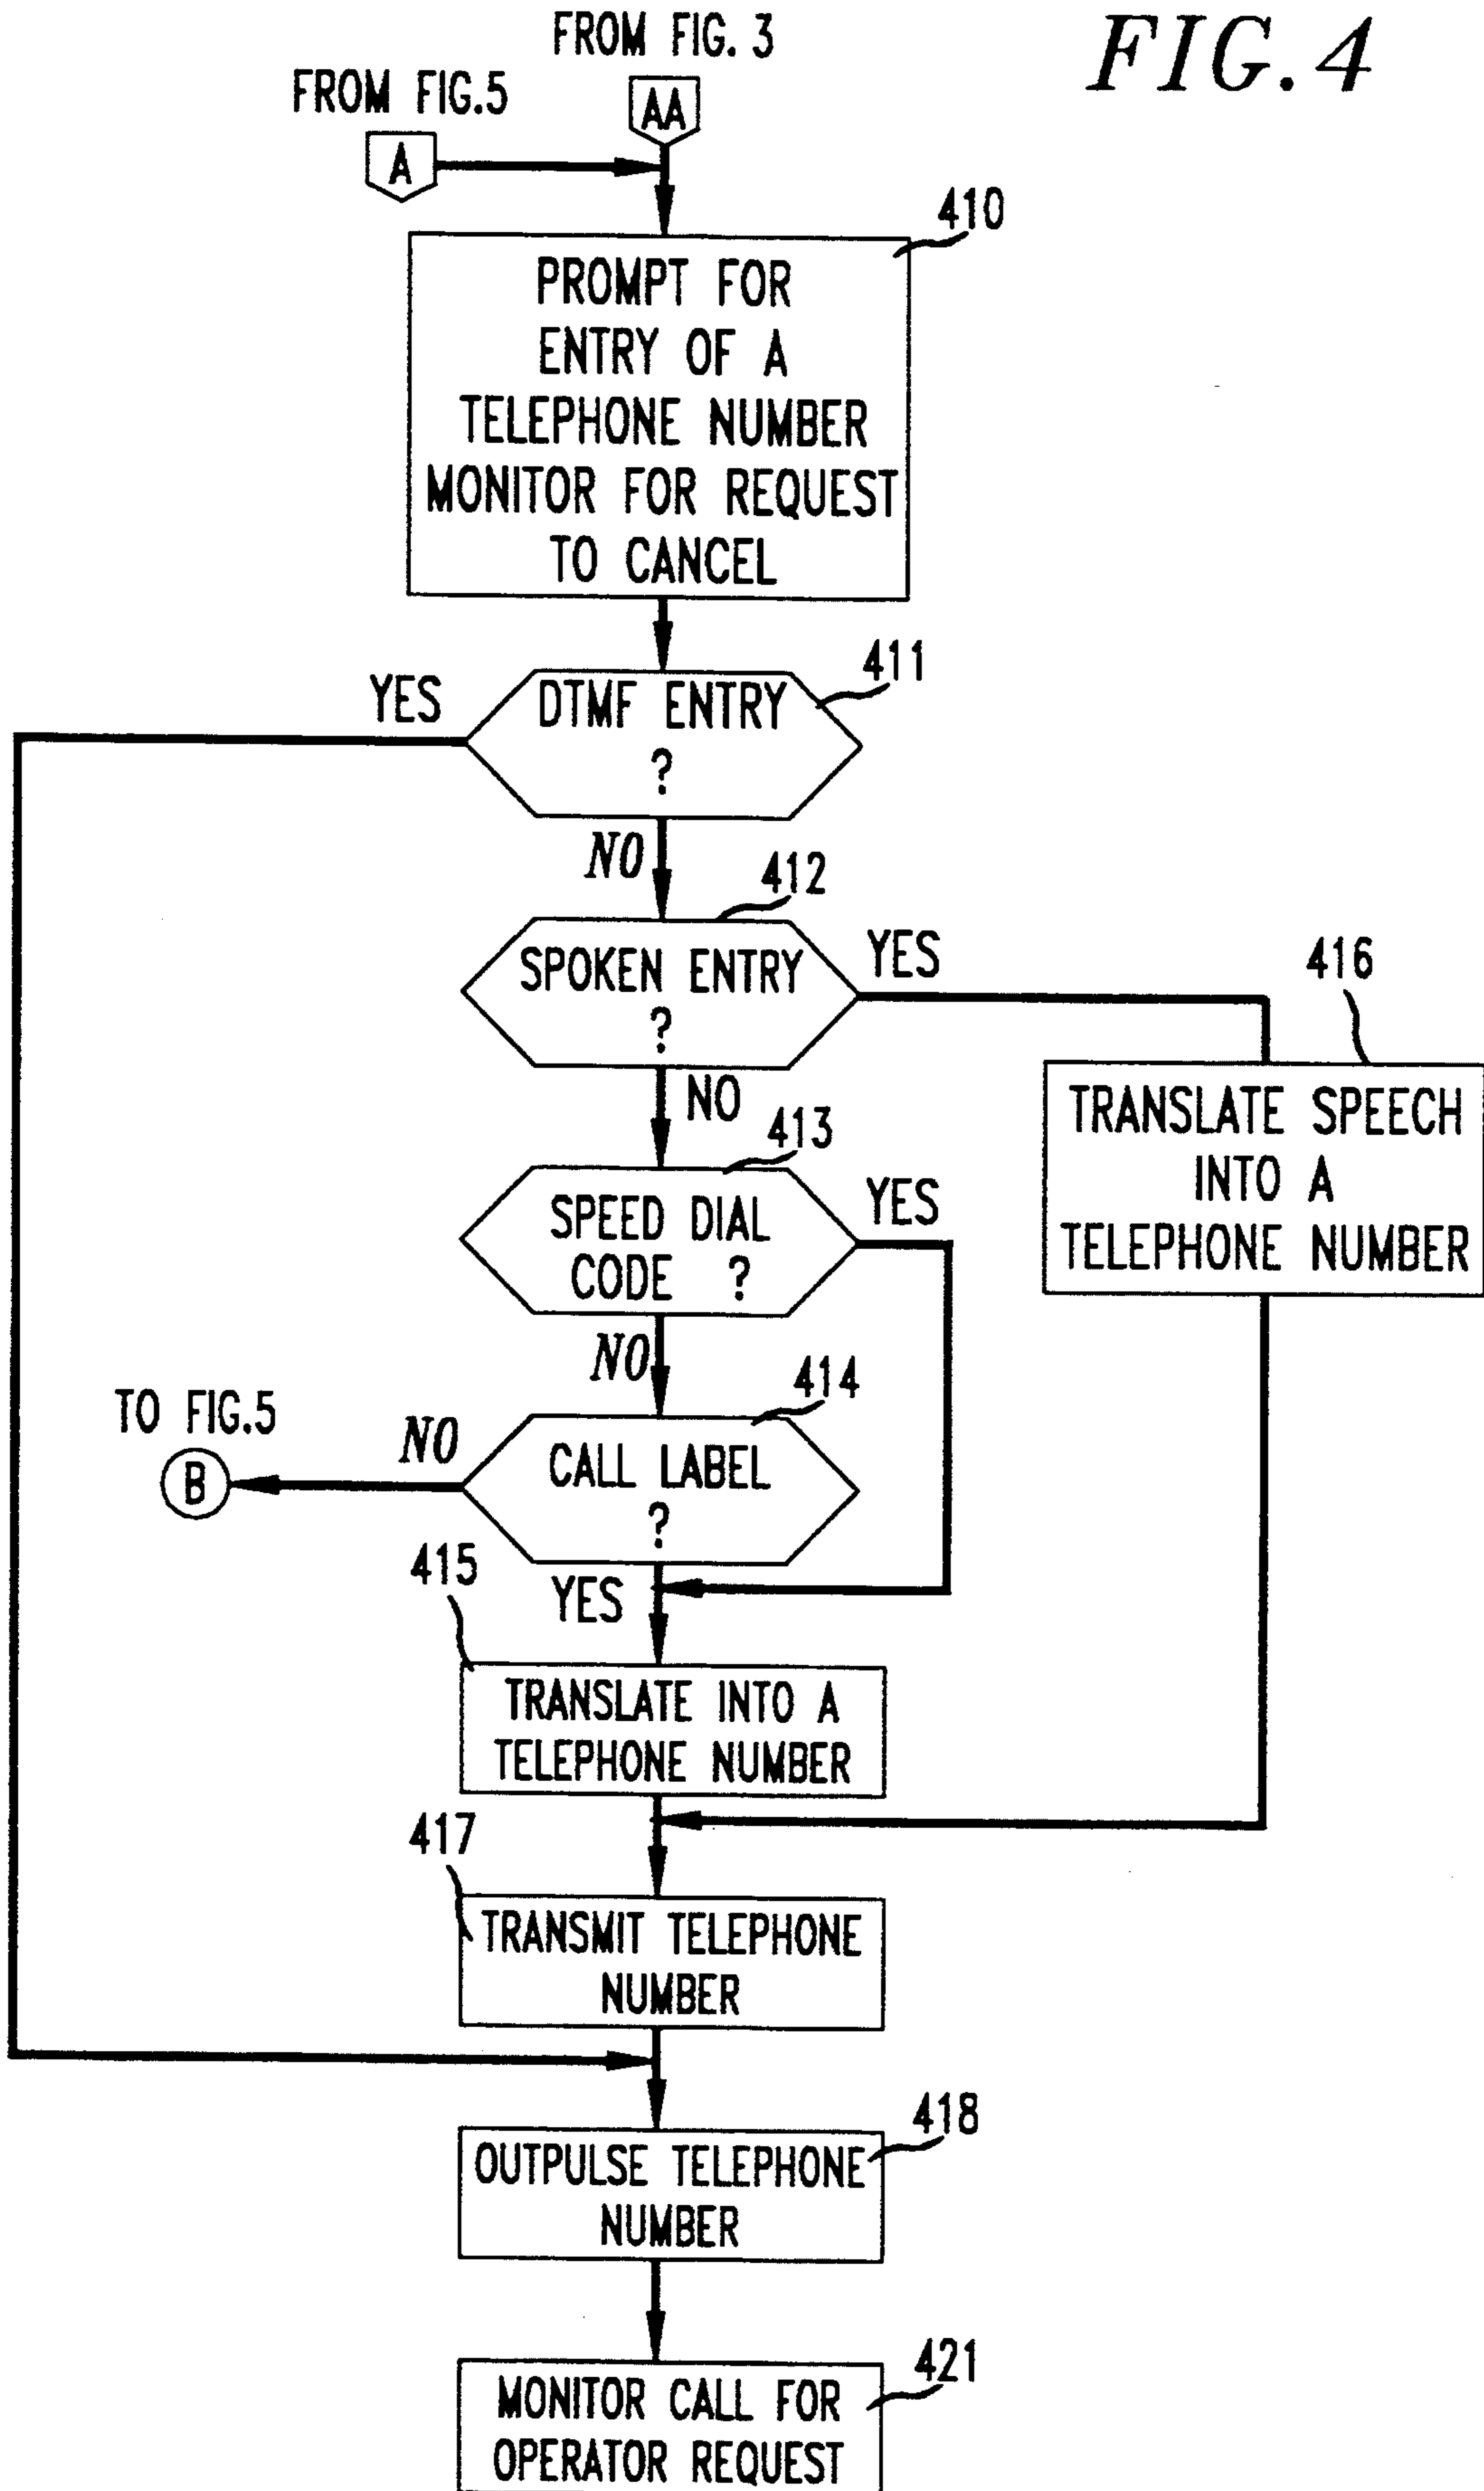 FROM FIG. 3
FIG. 4
FROM FIG.5
AA
A
410
PROMPT FOR
ENTRY OF A
TELEPHONE NUMBER
MONITOR FOR REQUEST
TO CANCEL
411
YES
DTMF ENTRY
?
NO
412
SPOKEN ENTRY
?
YES
416
TRANSLATE SPEECH
INTO A
TELEPHONE NUMBER
NO
413
SPEED DIAL
CODE ?
YES
NO
414
TO FIG.5
B
NO
CALL LABEL
?
415
YES
TRANSLATE INTO A
TELEPHONE NUMBER
417
TRANSMIT TELEPHONE
NUMBER
418
OUTPULSE TELEPHONE
NUMBER
421
MONITOR CALL FOR
OPERATOR REQUEST